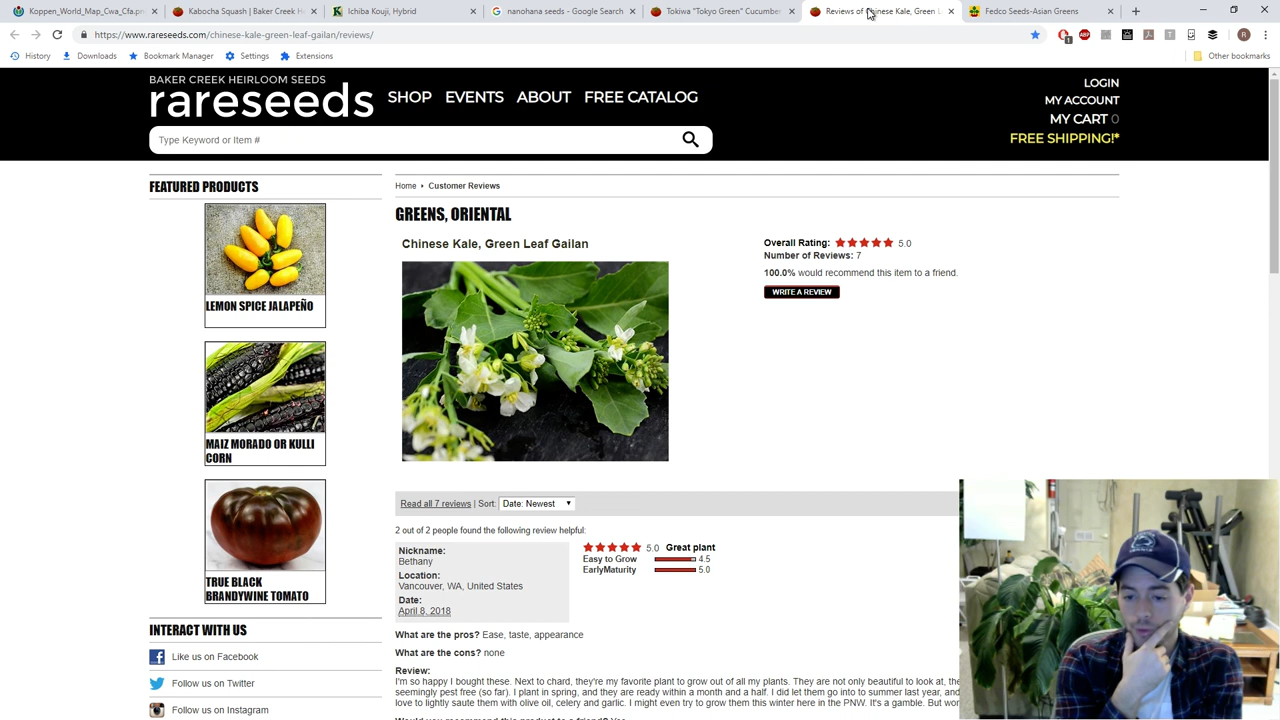 Koppen_World_Map_Cwa_Cfa.pn
Kabocha Squash | Baker Creek H
Ichiba Kouji, Hybrid
nanohana seeds - Google Search
Tokiwa "Tokyo Green" Cucumber
Reviews of Chinese Kale, Green L
Fedco Seeds-Asian Greens
https://www.rareseeds.com/chinese-kale-green-leaf-gailan/reviews/
History
Downloads
Bookmark Manager
Settings
Extensions
Other bookmarks
BAKER CREEK HEIRLOOM SEEDS
rareseeds
SHOP
EVENTS
ABOUT
FREE CATALOG
LOGIN
MY ACCOUNT
MY CART 0
FREE SHIPPING!*
Type Keyword or Item #
FEATURED PRODUCTS
LEMON SPICE JALAPEÑO
MAIZ MORADO OR KULLI
CORN
TRUE BLACK
BRANDYWINE TOMATO
INTERACT WITH US
Like us on Facebook
Follow us on Twitter
Follow us on Instagram
Home
Customer Reviews
GREENS, ORIENTAL
Chinese Kale, Green Leaf Gailan
Overall Rating: 5.0
Number of Reviews: 7
100.0% would recommend this item to a friend.
WRITE A REVIEW
Read all 7 reviews | Sort: Date: Newest
2 out of 2 people found the following review helpful:
Nickname:
Bethany
Location:
Vancouver, WA, United States
Date:
April 8, 2018
5.0 Great plant
Easy to Grow 4.5
EarlyMaturity 5.0
What are the pros? Ease, taste, appearance
What are the cons? none
Review:
I'm so happy I bought these. Next to chard, they're my favorite plant to grow out of all my plants. They are not only beautiful to look at, the
seemingly pest free (so far). I plant in spring, and they are ready within a month and a half. I did let them go into to summer last year, and
love to lightly saute them with olive oil, celery and garlic. I might even try to grow them this winter here in the PNW. It's a gamble. But wor